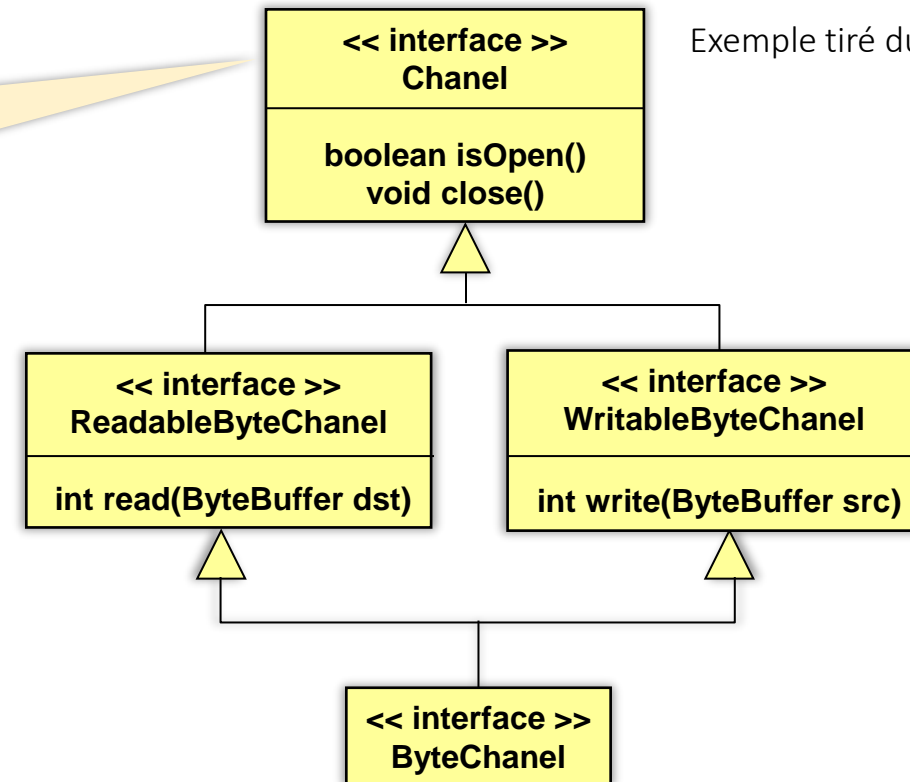 << interface >>
Chanel
Exemple tiré du
boolean isOpen()
void close()
<< interface >>
ReadableByteChanel
int read(ByteBuffer dst)
<< interface >>
WritableByteChanel
int write(ByteBuffer src)
<< interface >>
ByteChanel